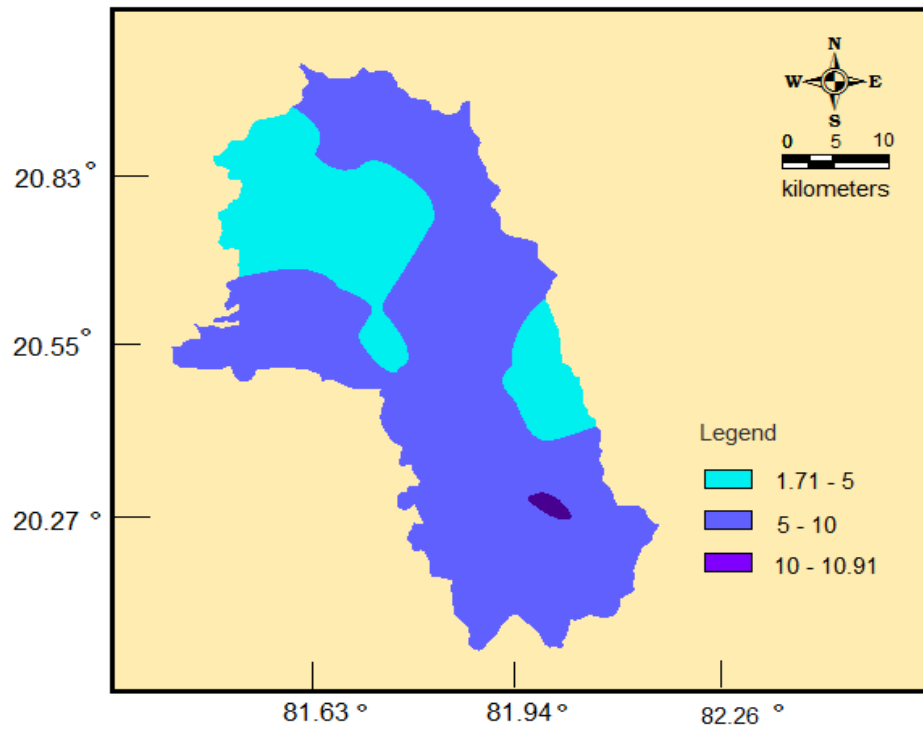 N
W E
S
0 5 10
kilometers
20.83 °
20.55 °
20.27 °
Legend
1.71 - 5
5 - 10
10 - 10.91
81.63 ° 81.94 ° 82.26 °